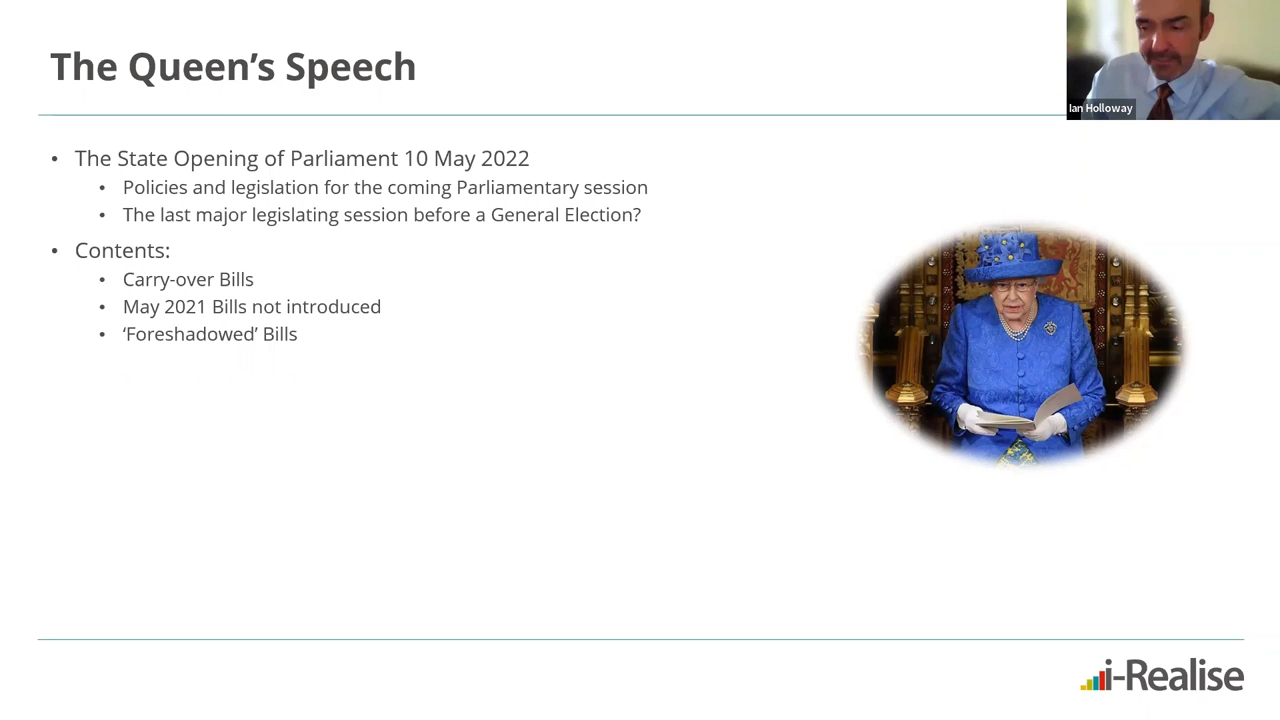 The Queen’s Speech
Ian Holloway
• The State Opening of Parliament 10 May 2022
• Policies and legislation for the coming Parliamentary session
• The last major legislating session before a General Election?
• Contents:
• Carry-over Bills
• May 2021 Bills not introduced
• ‘Foreshadowed’ Bills
i-Realise